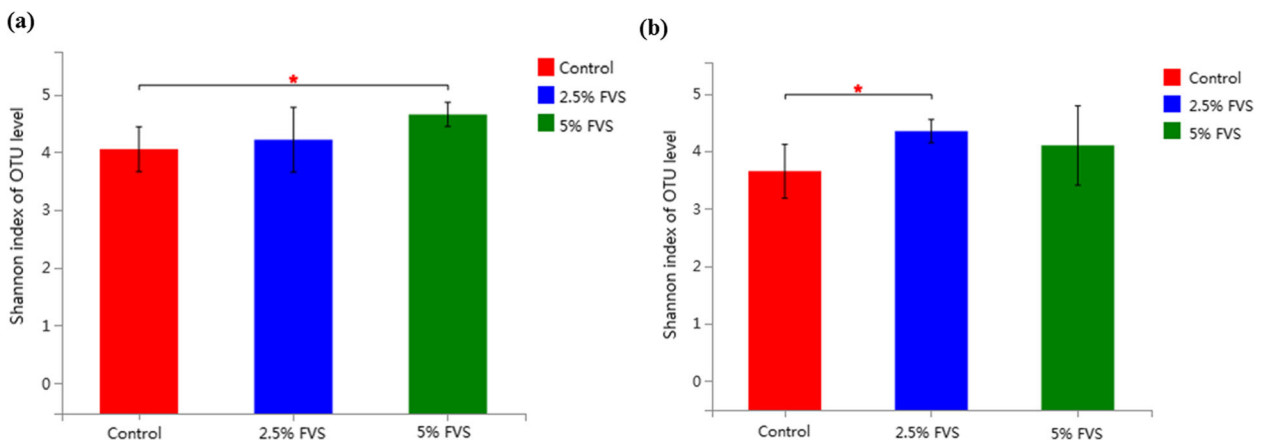 (a)
Shannon index of OTU level
5
4
3
2
1
0
*
Control
2.5% FVS
5% FVS
Control
2.5% FVS
5% FVS
(b)
Shannon index of OTU level
5
4
3
2
1
0
*
Control
2.5% FVS
5% FVS
Control
2.5% FVS
5% FVS